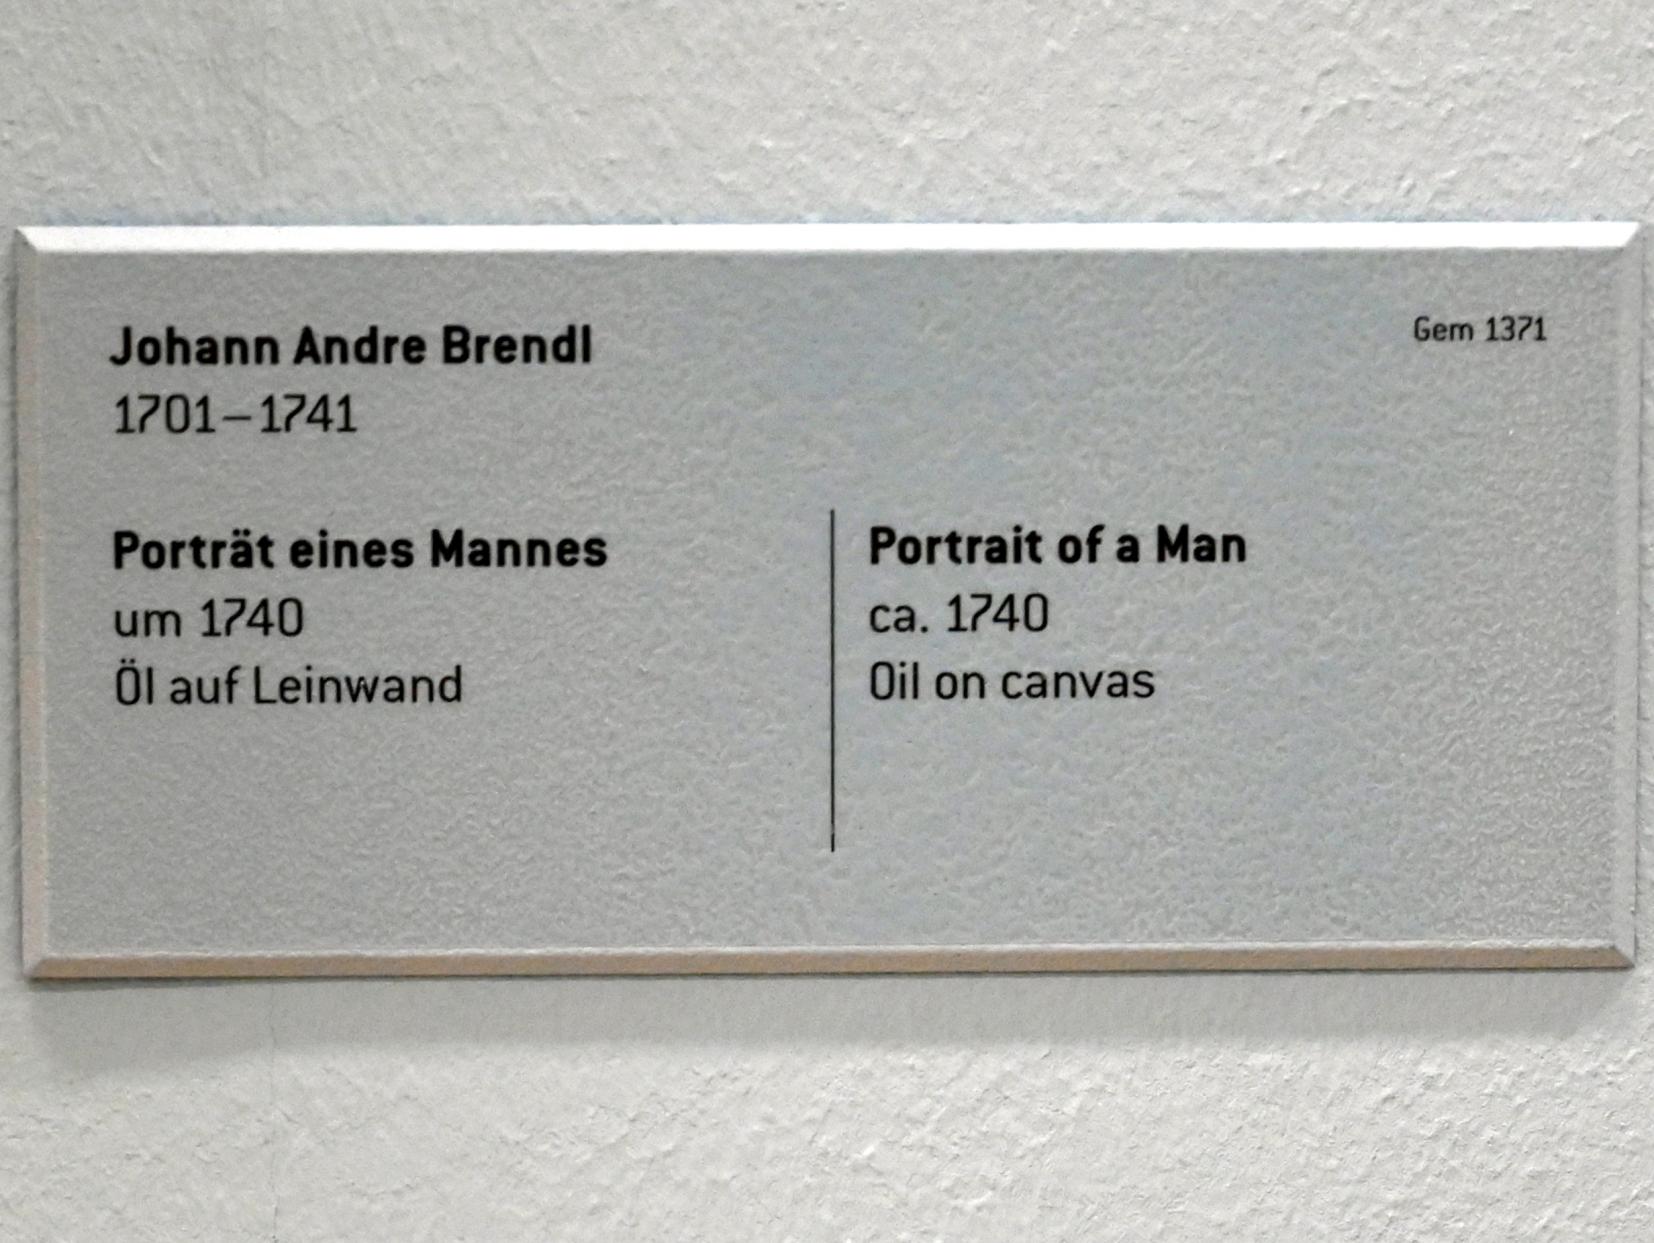 Johann Andre Brendl
1701–1741
Gem 1371
Porträt eines Mannes
um 1740
Öl auf Leinwand
Portrait of a Man
ca. 1740
Oil on canvas